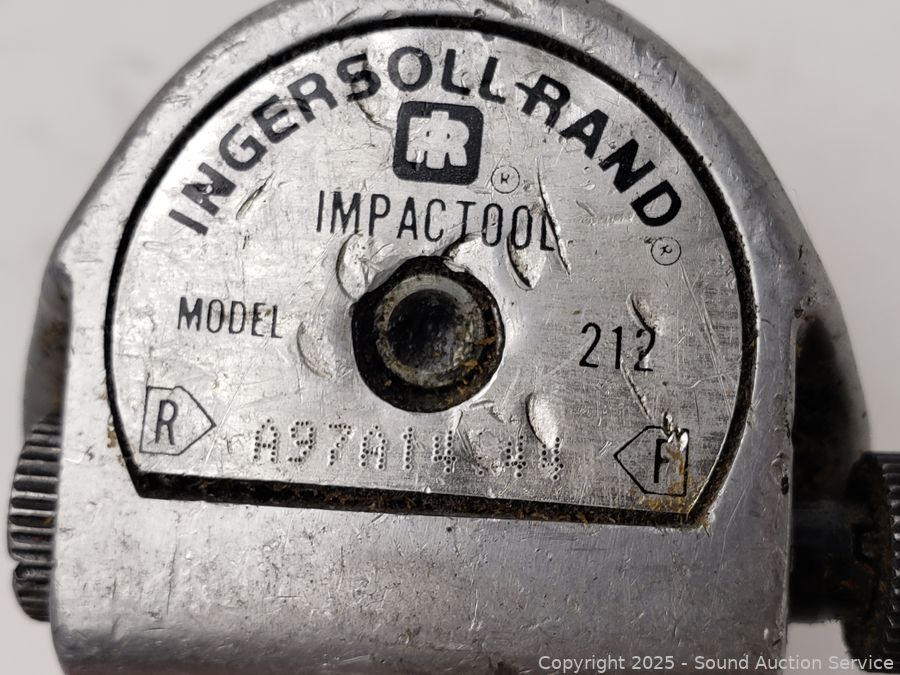 INGERSOLL-RAND
IR ®
IMPACTOOL ®
MODEL 212
R F
Copyright 2025 - Sound Auction Service